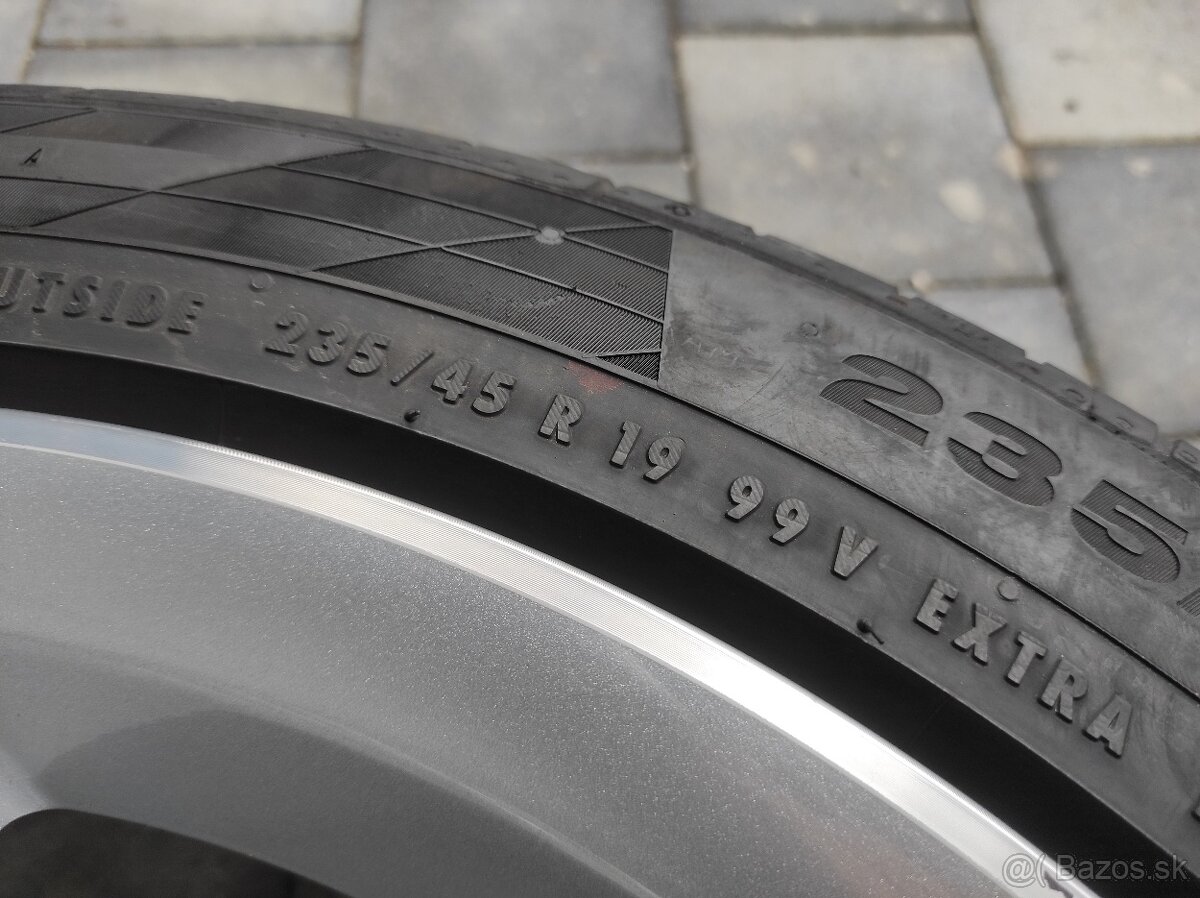 A
UTSIDE 235/45 R 19 99 V EXTRA
235/
@( Bazos.sk